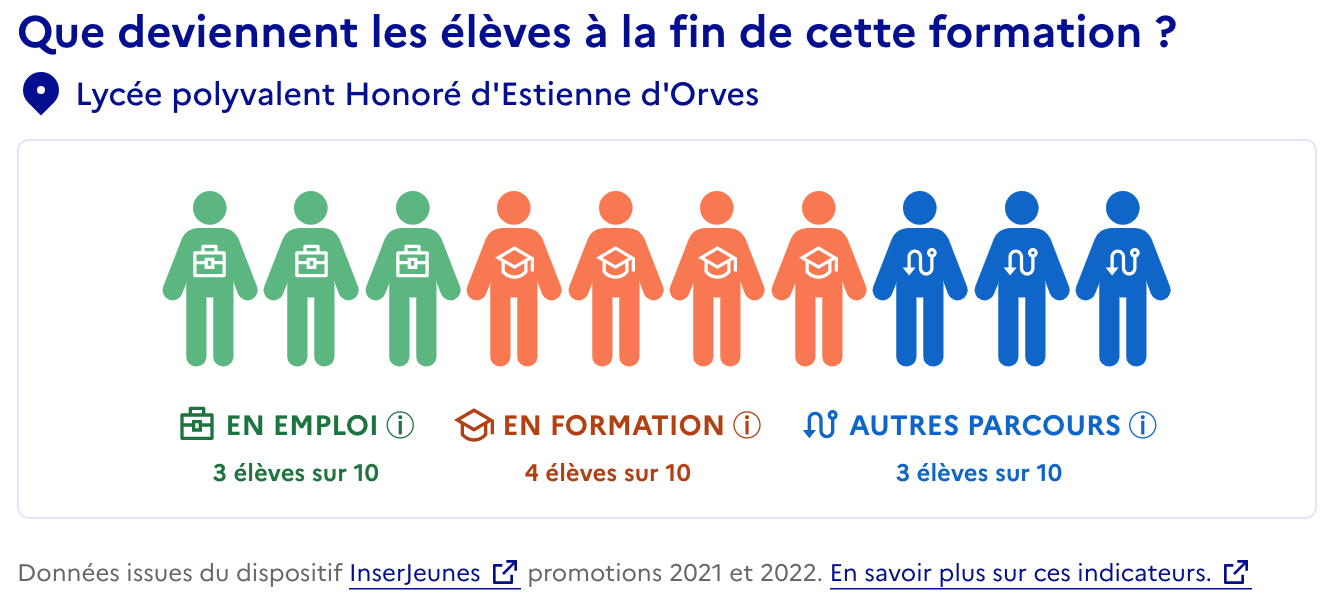 Que deviennent les élèves à la fin de cette formation ?
Lycée polyvalent Honoré d'Estienne d'Orves
EN EMPLOI
EN FORMATION
AUTRES PARCOURS
3 élèves sur 10
4 élèves sur 10
3 élèves sur 10
Données issues du dispositif InserJeunes promotions 2021 et 2022. En savoir plus sur ces indicateurs.